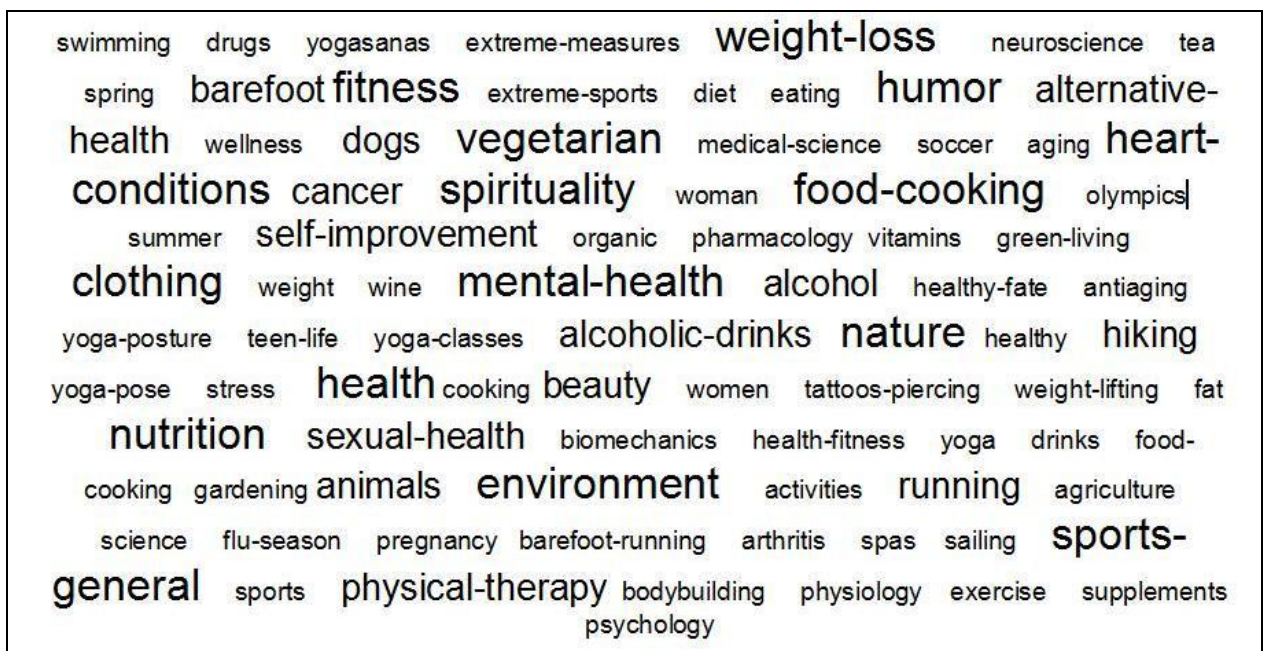 swimming drugs yogasanas extreme-measures weight-loss neuroscience tea
spring barefoot fitness extreme-sports diet eating humor alternative-
health wellness dogs vegetarian medical-science soccer aging heart-
conditions cancer spirituality woman food-cooking olympics
summer self-improvement organic pharmacology vitamins green-living
clothing weight wine mental-health alcohol healthy-fate antiaging
yoga-posture teen-life yoga-classes alcoholic-drinks nature healthy hiking
yoga-pose stress health cooking beauty women tattoos-piercing weight-lifting fat
nutrition sexual-health biomechanics health-fitness yoga drinks food-
cooking gardening animals environment activities running agriculture
science flu-season pregnancy barefoot-running arthritis spas sailing sports-
general sports physical-therapy bodybuilding physiology exercise supplements
psychology